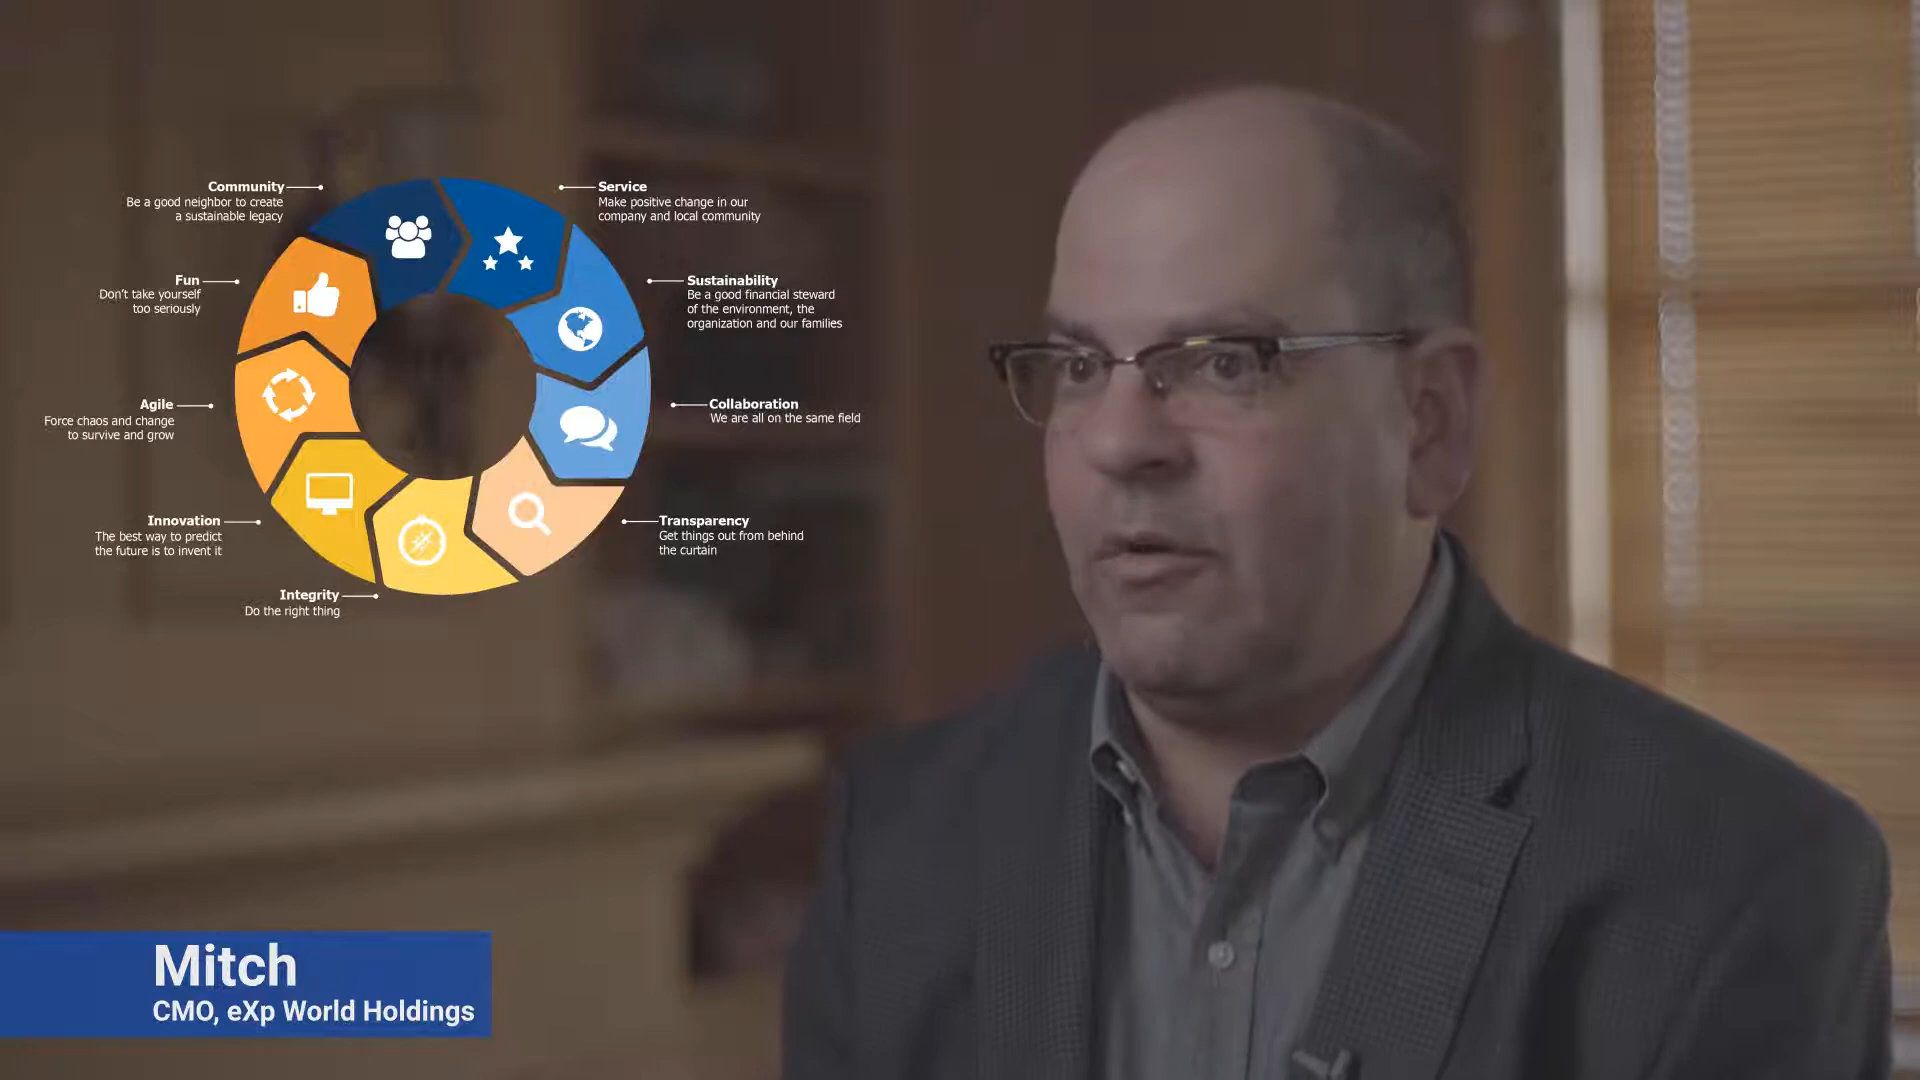 Community
Be a good neighbor to create
a sustainable legacy
Service
Make positive change in our
company and local community
Fun
Don't take yourself
too seriously
Sustainability
Be a good financial steward
of the environment, the
organization and our families
Agile
Force chaos and change
to survive and grow
Collaboration
We are all on the same field
Innovation
The best way to predict
the future is to invent it
Transparency
Get things out from behind
the curtain
Integrity
Do the right thing
Mitch
CMO, eXp World Holdings